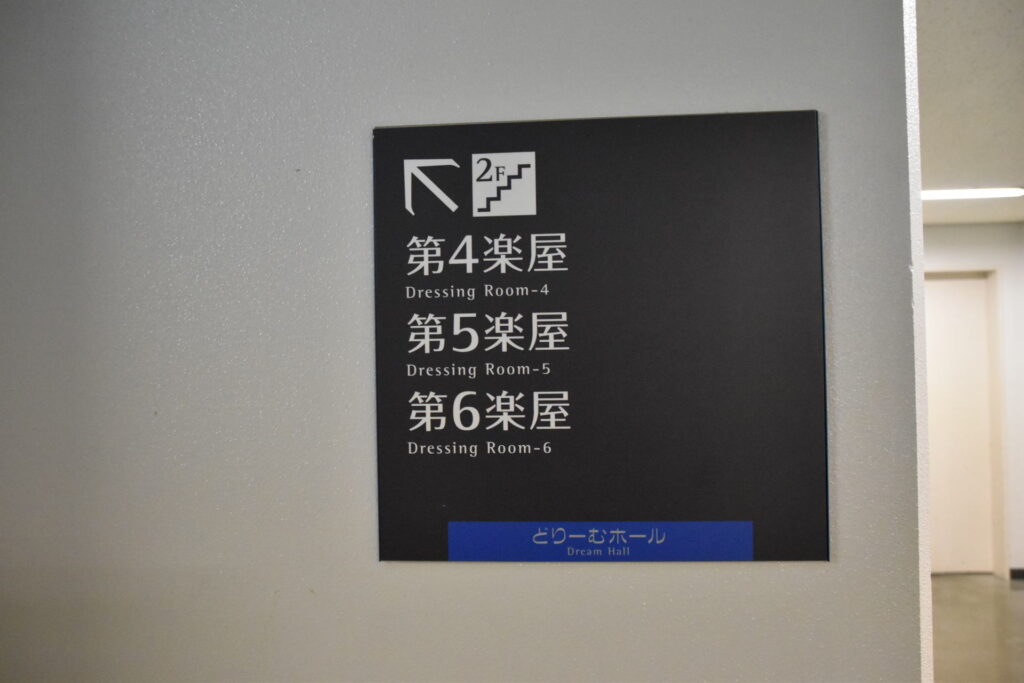 2F
第4楽屋
Dressing Room-4
第5楽屋
Dressing Room-5
第6楽屋
Dressing Room-6
どりーむホール
Dream Hall